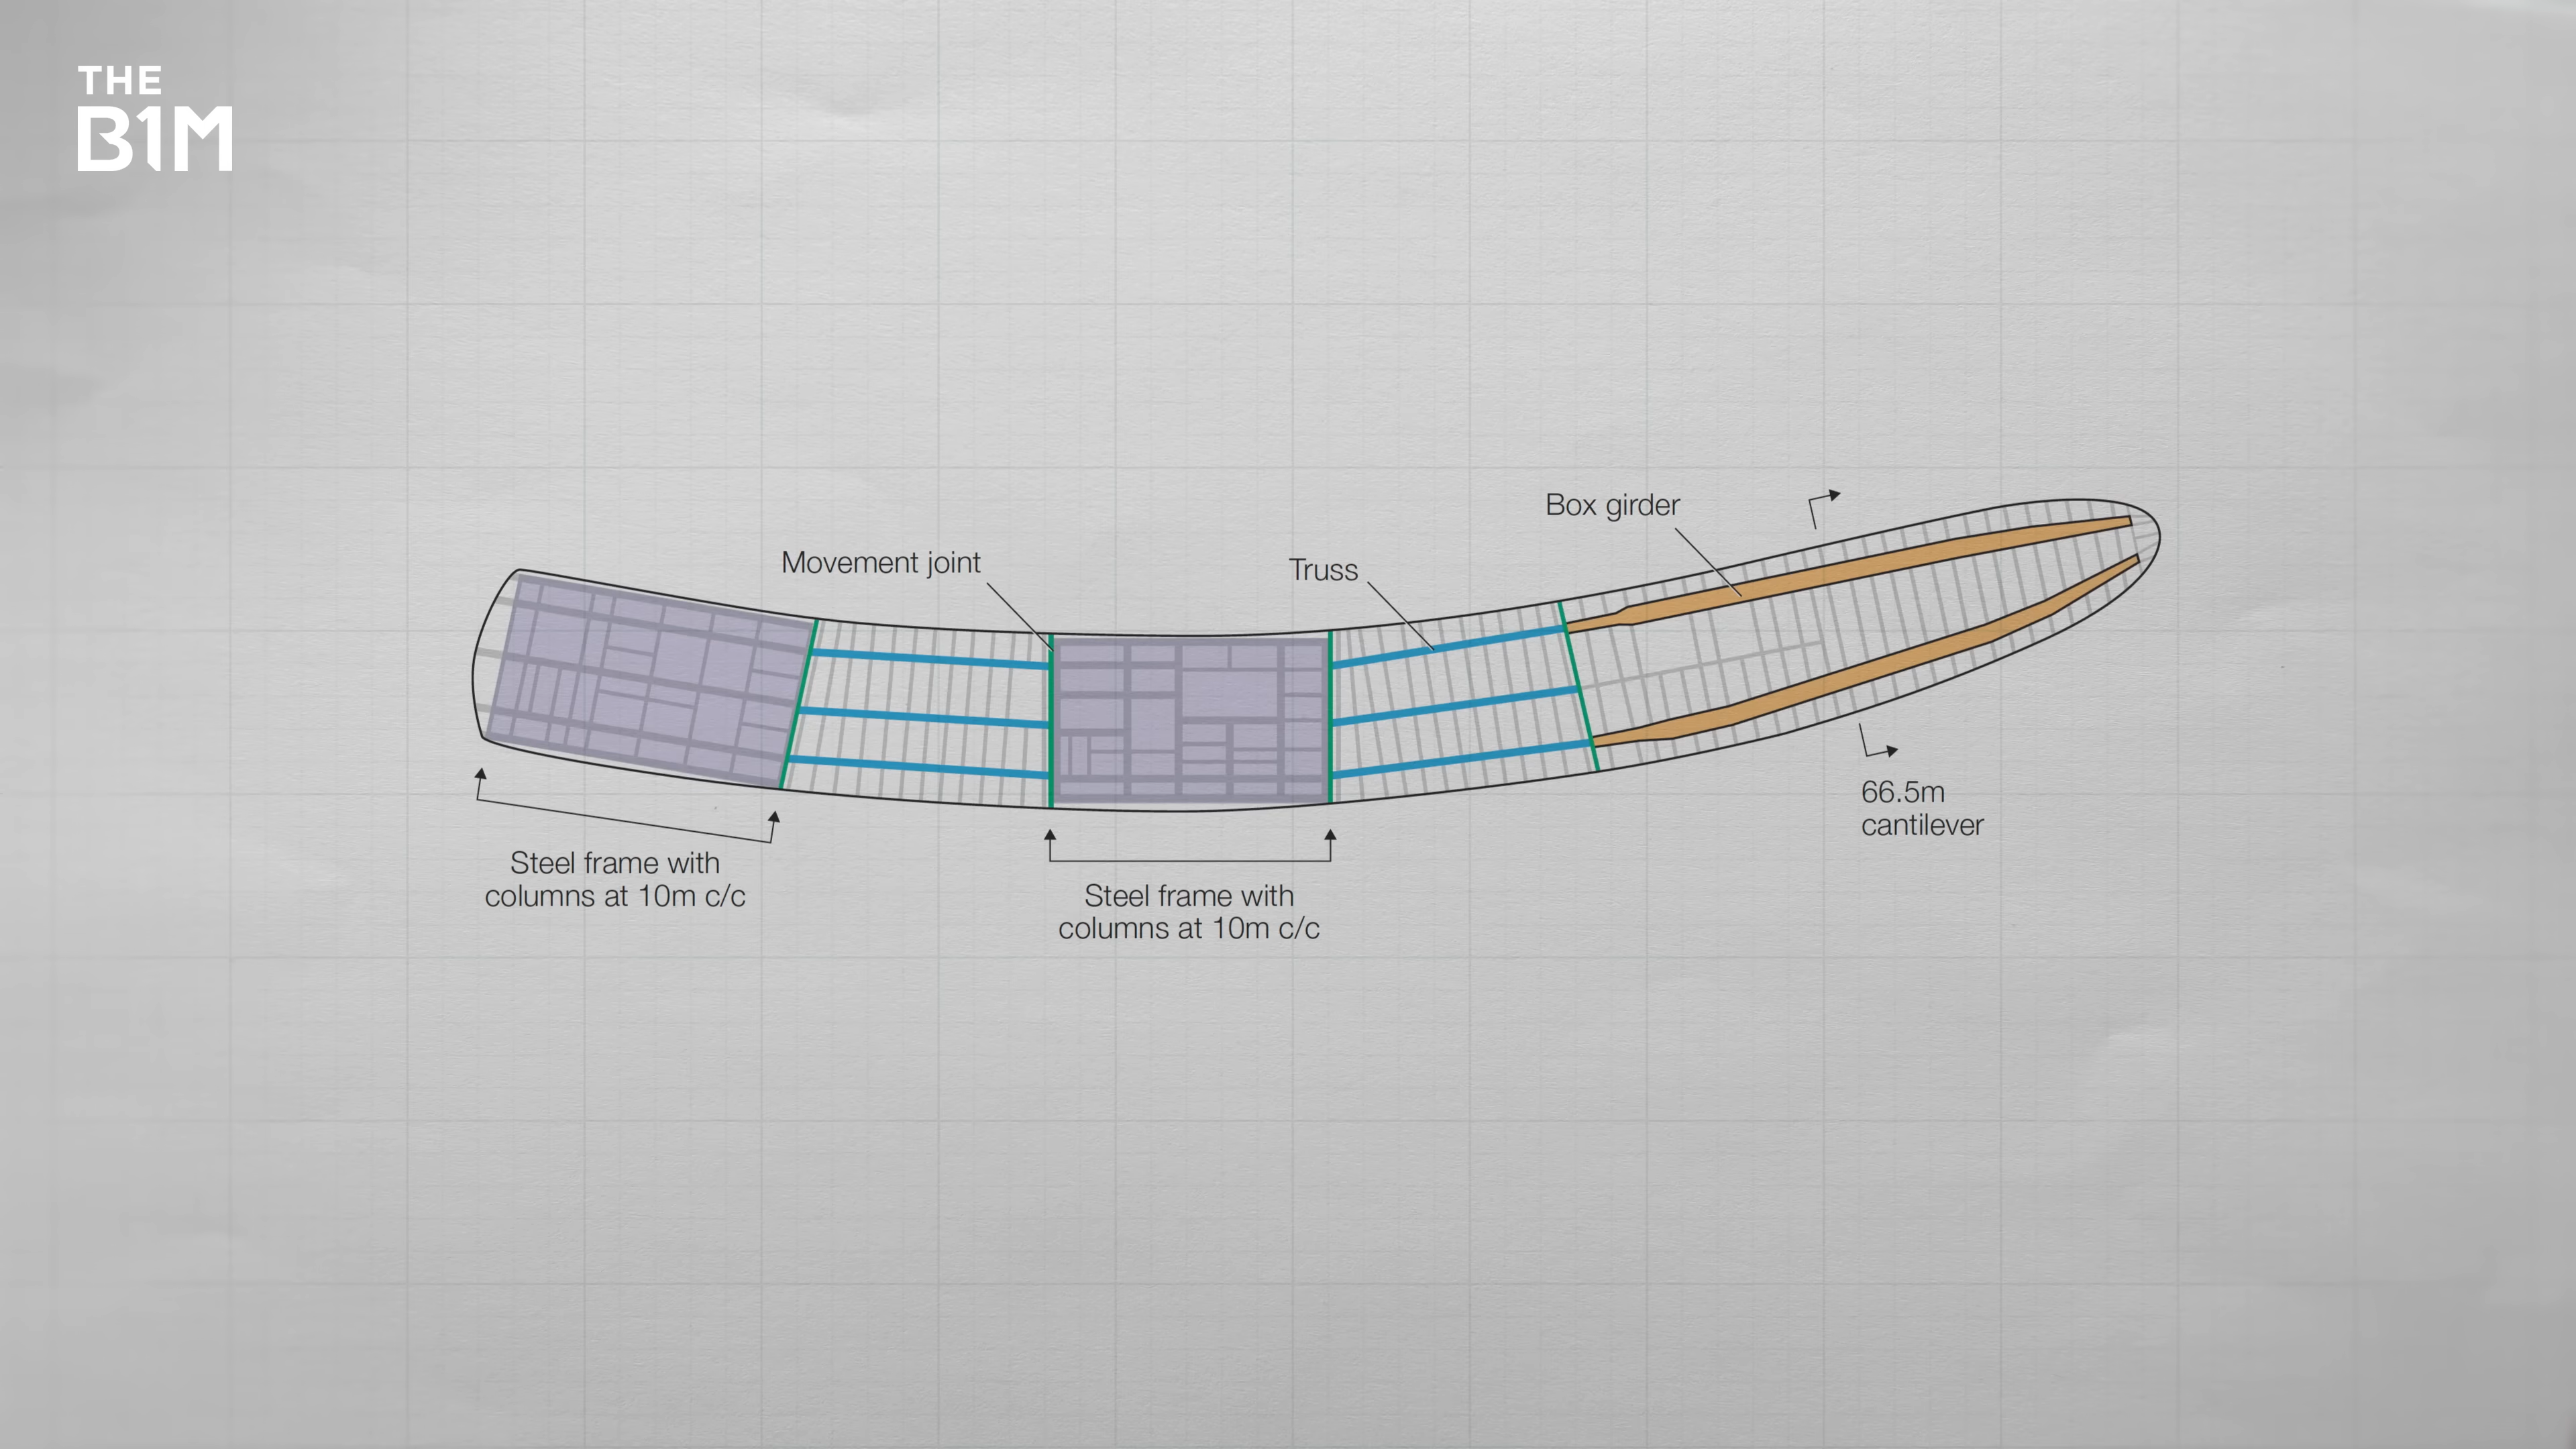 THE
B1M
Box girder
Movement joint
Truss
66.5m
cantilever
Steel frame with
columns at 10m c/c
Steel frame with
columns at 10m c/c